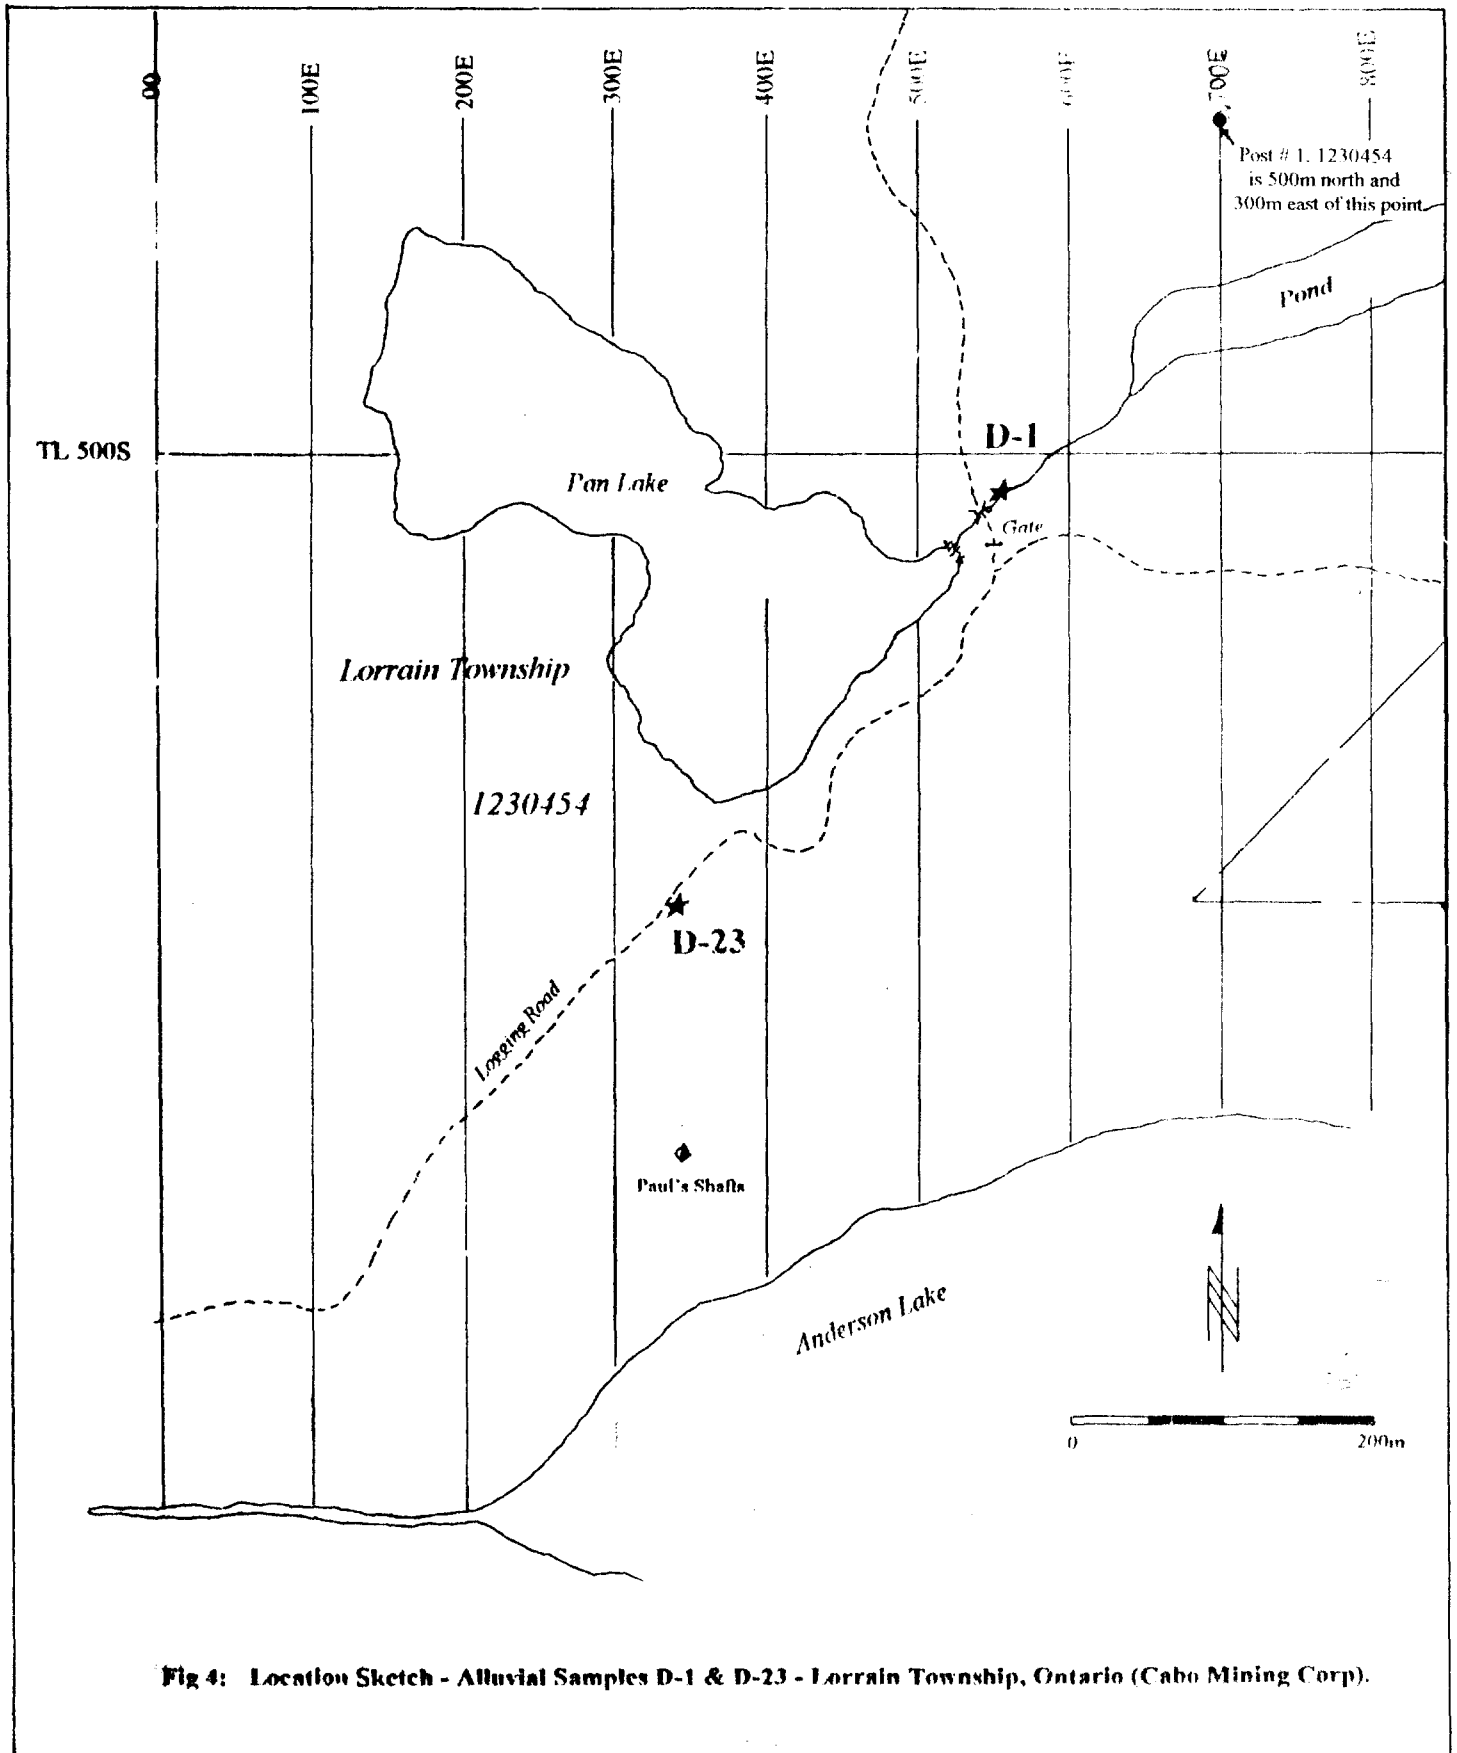 00
100E
200E
300E
400E
500E
600E
700E
800E
Post # 1. 1230454
is 500m north and
300m east of this point
Pond
TL 500S
D-1
Pan Lake
Gate
Lorrain Township
1230454
D-23
Logging Road
Paul's Shafts
Anderson Lake
N
0
200m
Fig 4: Location Sketch - Alluvial Samples D-1 & D-23 - Lorrain Township, Ontario (Cabo Mining Corp).